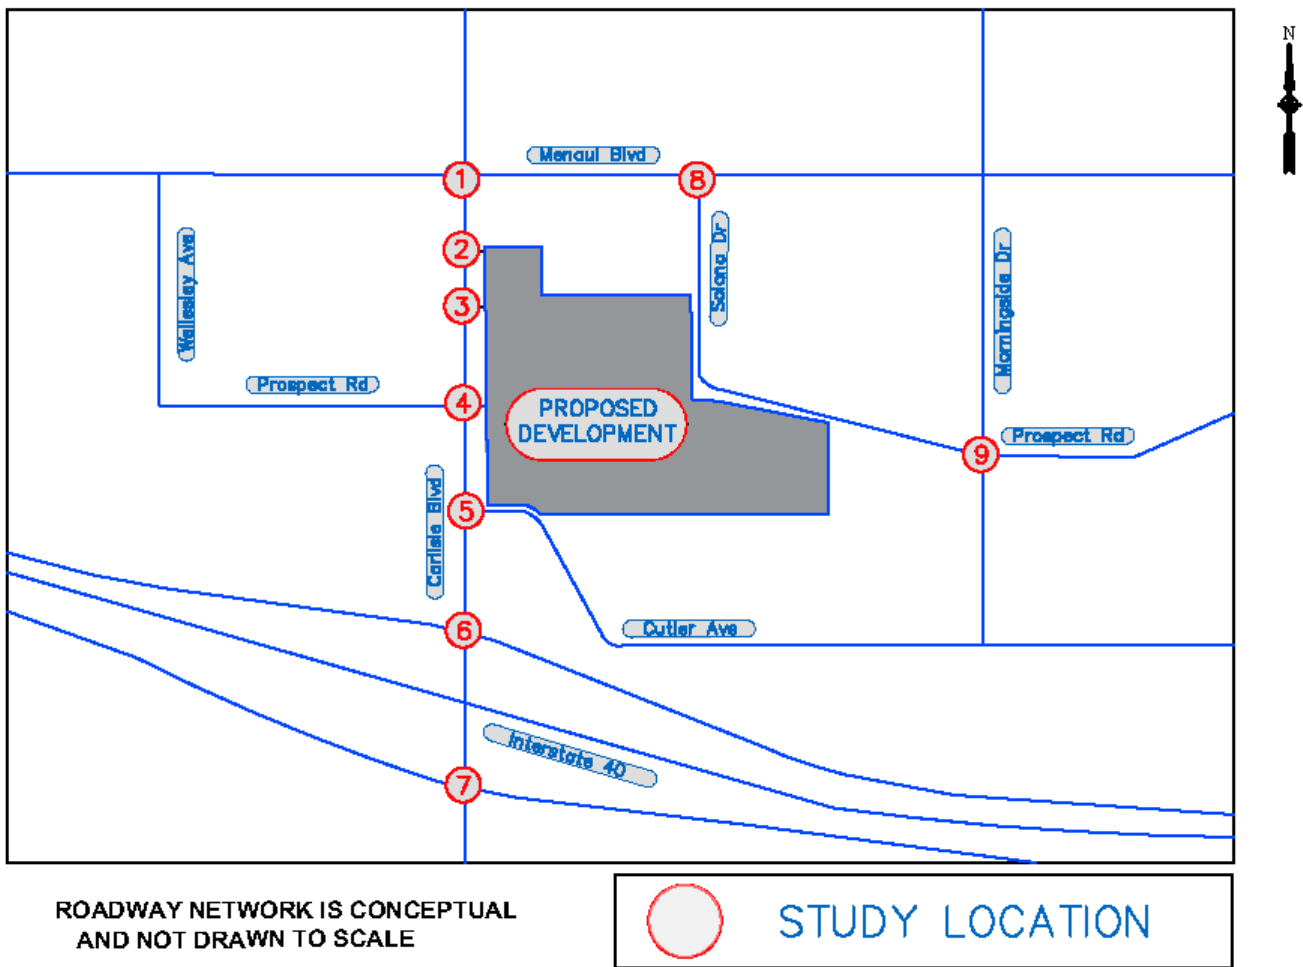 N
Menaul Blvd
1
8
2
3
Wellesley Ave
Solano Dr
Morningside Dr
Prospect Rd
4
PROPOSED
DEVELOPMENT
Prospect Rd
9
5
Carlisle Blvd
6
Cutler Ave
Interstate 40
7
ROADWAY NETWORK IS CONCEPTUAL
AND NOT DRAWN TO SCALE
STUDY LOCATION